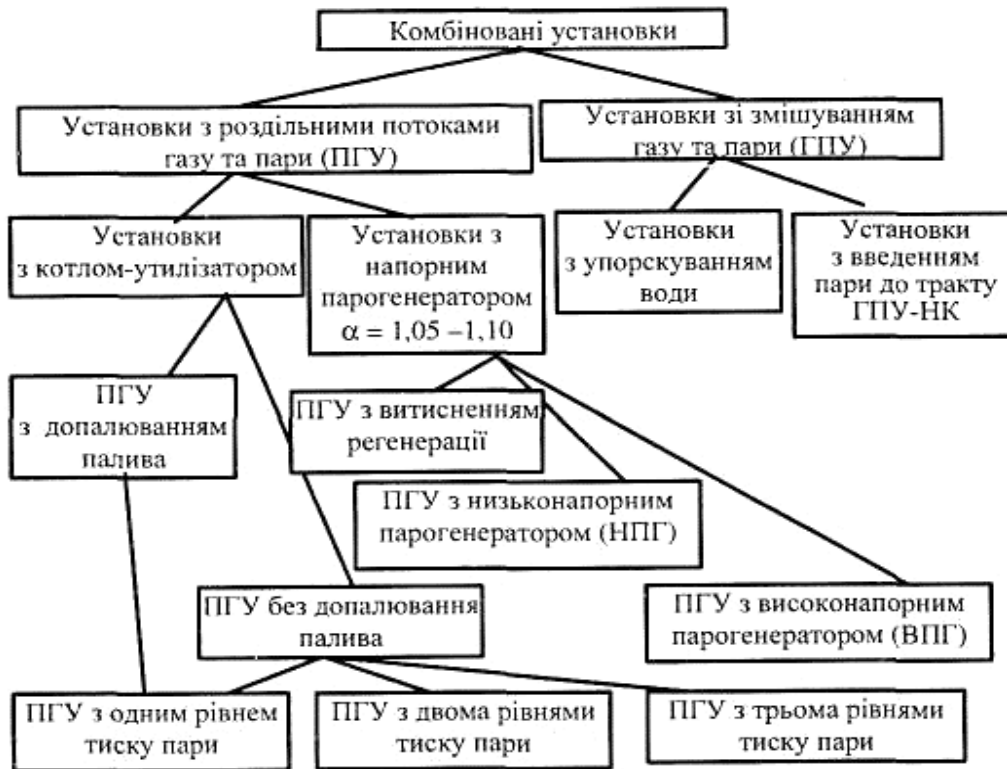 Комбіновані установки
Установки з роздільними потоками
газу та пари (ПГУ)
Установки зі змішуванням
газу та пари (ГПУ)
Установки
з котлом-утилізатором
Установки з
напорним
парогенератором
α = 1,05 –1,10
Установки
з упорскуванням
води
Установки
з введенням
пари до тракту
ГПУ-НК
ПГУ
з допалюванням
палива
ПГУ з витисненням
регенерації
ПГУ з низьконапорним
парогенератором (НПГ)
ПГУ без допалювання
палива
ПГУ з високонапорним
парогенератором (ВПГ)
ПГУ з одним рівнем
тиску пари
ПГУ з двома рівнями
тиску пари
ПГУ з трьома рівнями
тиску пари